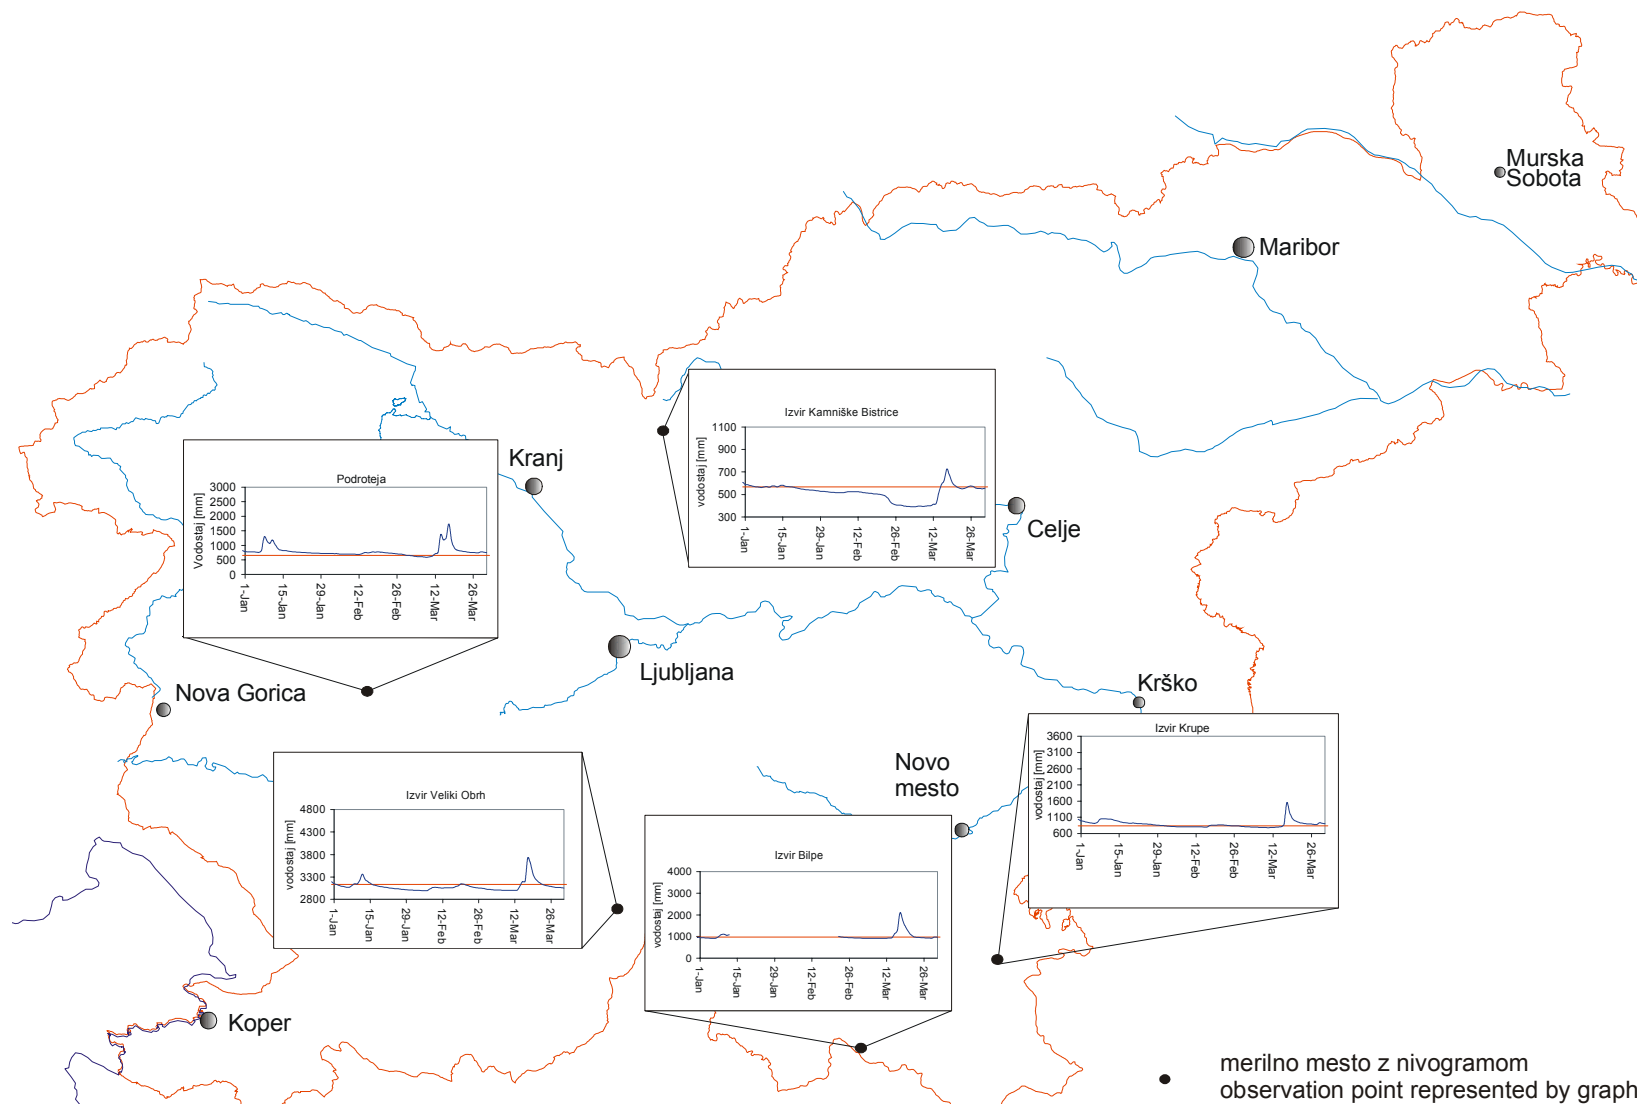 Murska
Sobota
Maribor
Izvir Kamniške Bistrice
vodostaj [mm]
1100
900
700
500
300
1-Jan
15-Jan
29-Jan
12-Feb
26-Feb
12-Mar
26-Mar
Kranj
Podroteja
Vodostaj [mm]
3000
2500
2000
1500
1000
500
0
1-Jan
15-Jan
29-Jan
12-Feb
26-Feb
12-Mar
26-Mar
Celje
Ljubljana
Nova Gorica
Krško
Izvir Krupe
vodostaj [mm]
3600
3100
2600
2100
1600
1100
600
1-Jan
15-Jan
29-Jan
12-Feb
26-Feb
12-Mar
26-Mar
Novo
mesto
Izvir Veliki Obrh
vodostaj [mm]
4800
4300
3800
3300
2800
1-Jan
15-Jan
29-Jan
12-Feb
26-Feb
12-Mar
26-Mar
Izvir Bilpe
vodostaj [mm]
4000
3000
2000
1000
0
1-Jan
15-Jan
29-Jan
12-Feb
26-Feb
12-Mar
26-Mar
Koper
merilno mesto z nivogramom
observation point represented by graph